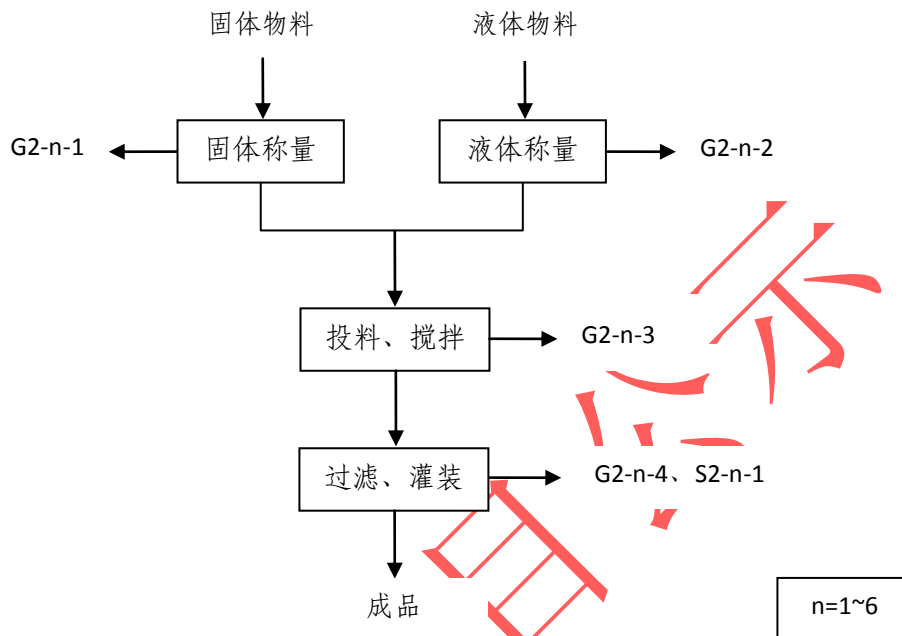 固体物料
液体物料
G2-n-1
固体称量
液体称量
G2-n-2
投料、搅拌
G2-n-3
过滤、灌装
G2-n-4、S2-n-1
成品
n=1~6